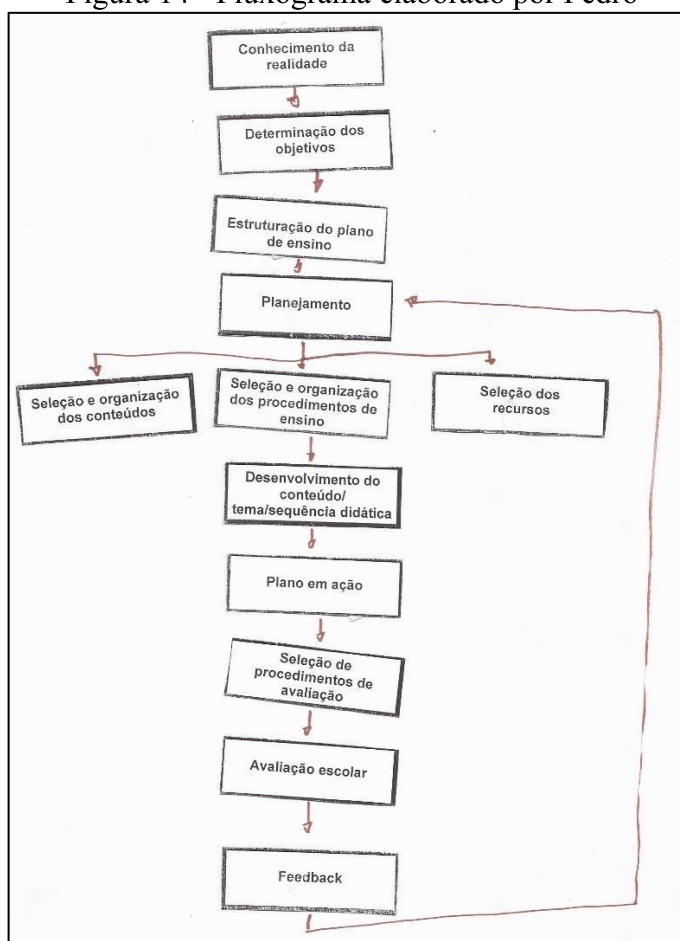 Figura 14 - Fluxograma elaborado por Pedro
Conhecimento da
realidade
Determinação dos
objetivos
Estruturação do plano
de ensino
Planejamento
Seleção e organização
dos conteúdos
Seleção e organização
dos procedimentos de
ensino
Seleção dos
recursos
Desenvolvimento do
conteúdo/
tema/sequência didática
Plano em ação
Seleção de
procedimentos de
avaliação
Avaliação escolar
Feedback